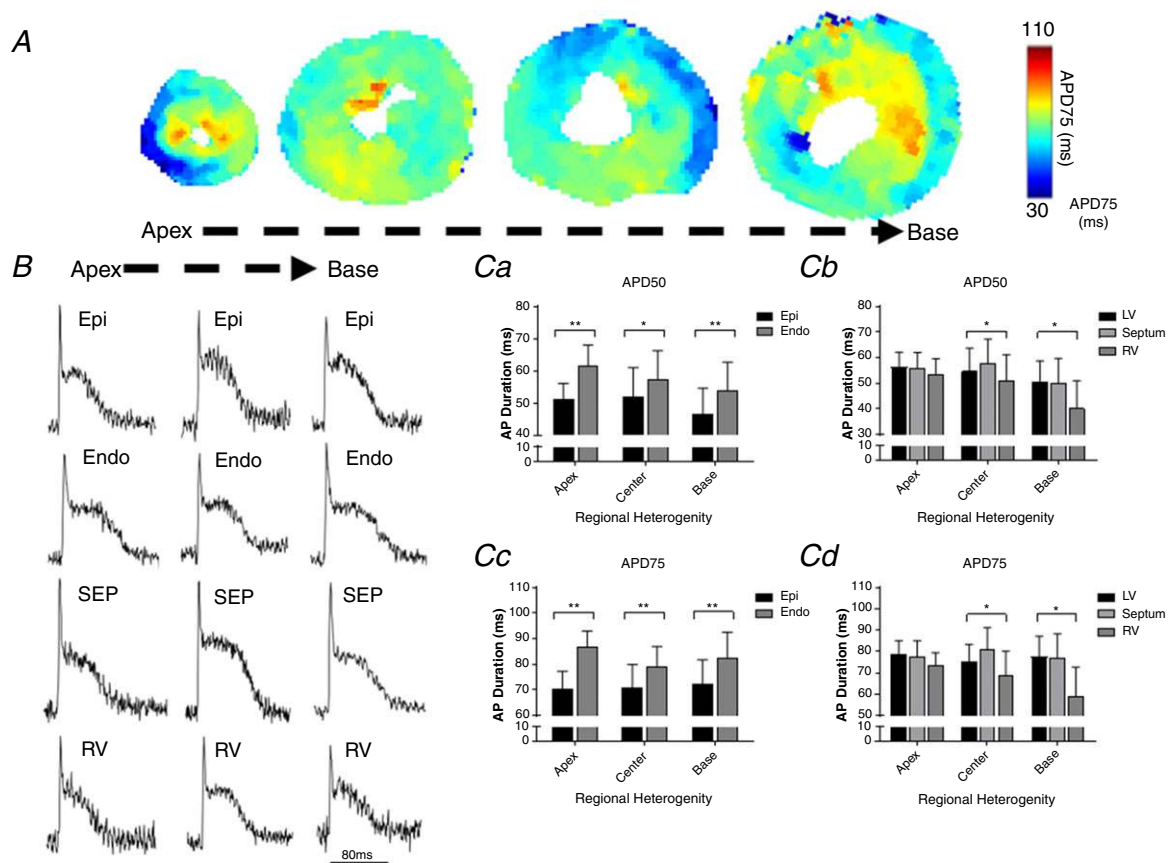 A
110
APD75 (ms)
30
APD75
(ms)
Apex
Base
B
Apex
Base
Epi
Epi
Epi
Endo
Endo
Endo
SEP
SEP
SEP
RV
RV
RV
80ms
Ca
APD50
AP Duration (ms)
80
70
60
50
40
10
0
**
*
**
Epi
Endo
Apex
Center
Base
Regional Heterogenity
Cb
APD50
AP Duration (ms)
80
70
60
50
40
30
10
0
*
*
LV
Septum
RV
Apex
Center
Base
Regional Heterogenity
Cc
APD75
AP Duration (ms)
110
100
90
80
70
60
10
0
**
**
**
Epi
Endo
Apex
Center
Base
Regional Heterogenity
Cd
APD75
AP Duration (ms)
110
100
90
80
70
60
50
10
0
*
*
LV
Septum
RV
Apex
Center
Base
Regional Heterogenity